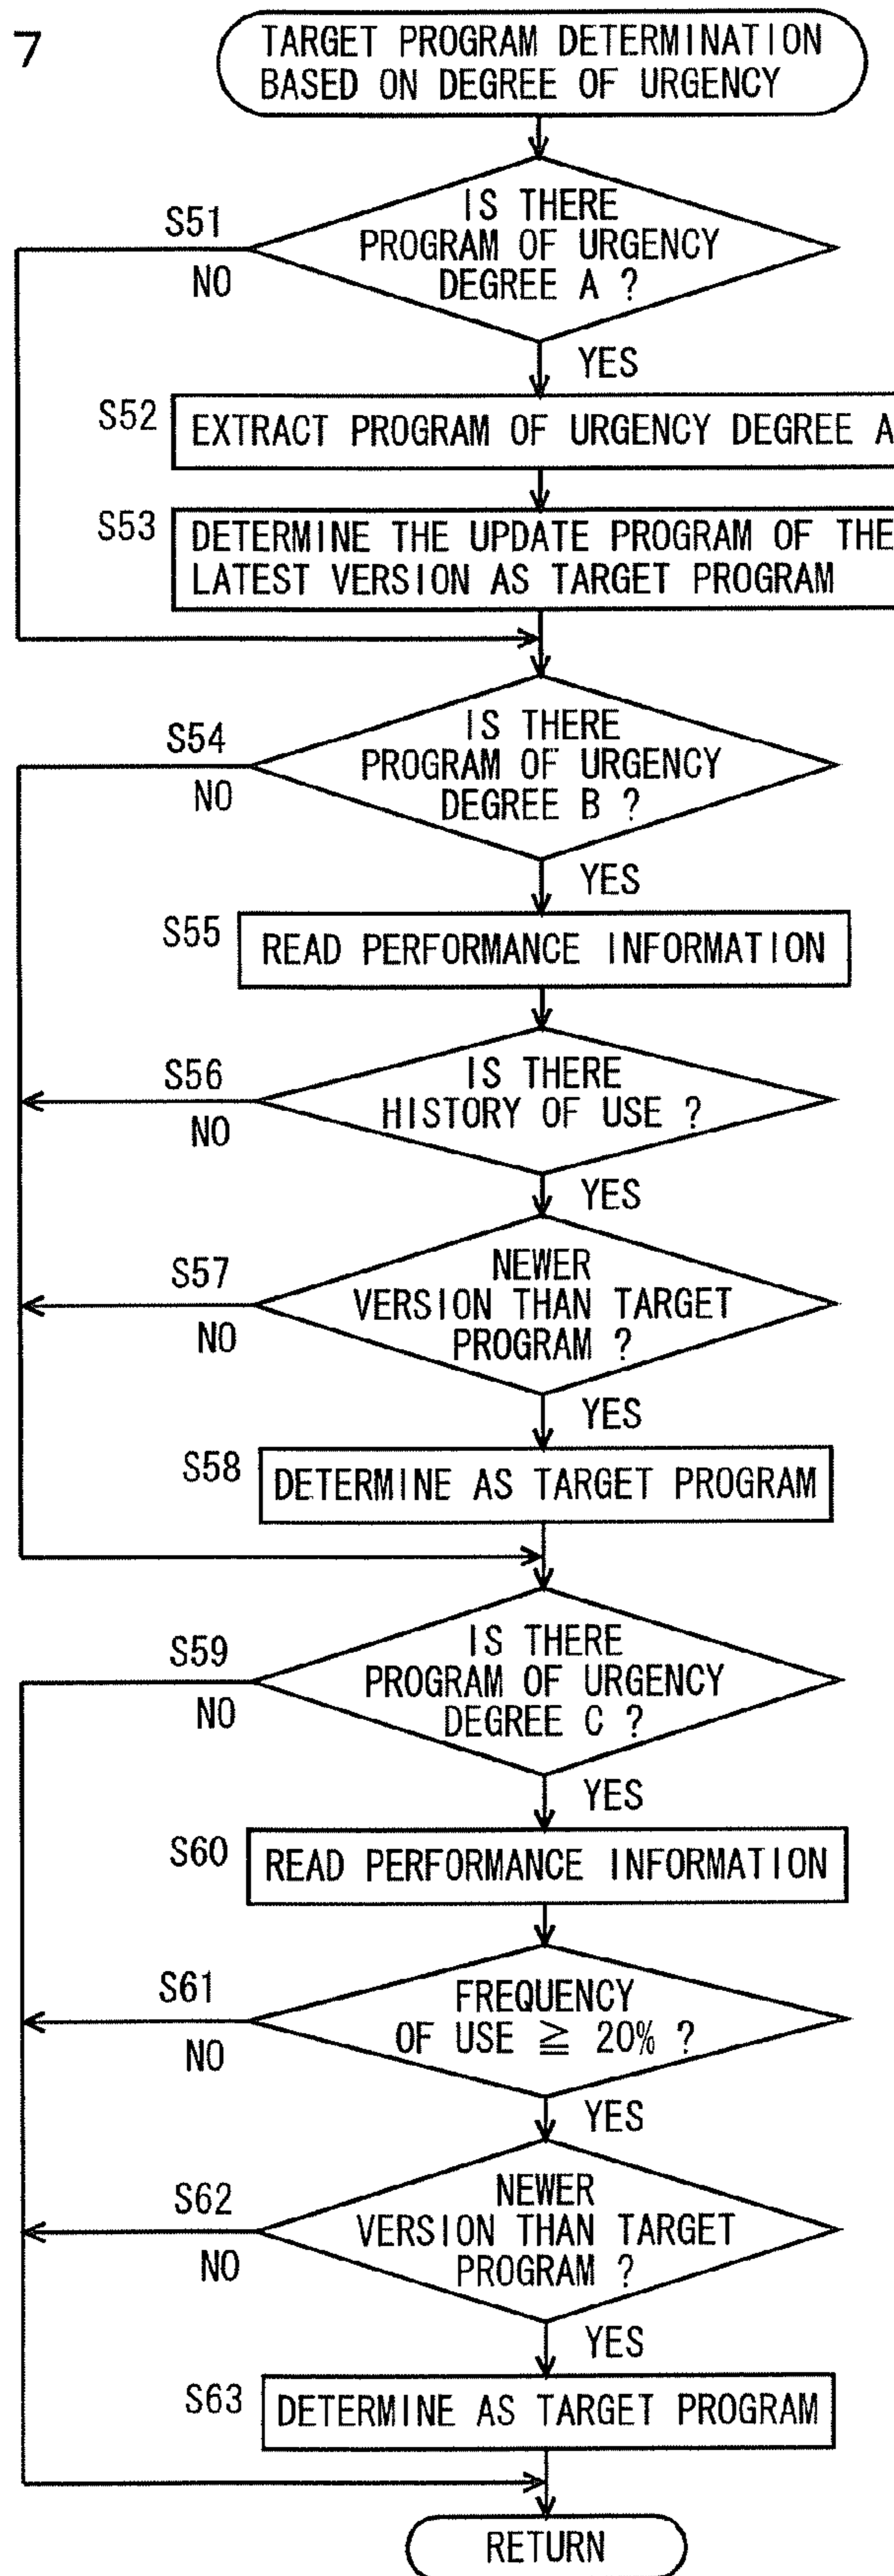 7
TARGET PROGRAM DETERMINATION
BASED ON DEGREE OF URGENCY
S51
IS THERE
PROGRAM OF URGENCY
DEGREE A ?
NO
YES
S52
EXTRACT PROGRAM OF URGENCY DEGREE A
S53
DETERMINE THE UPDATE PROGRAM OF THE
LATEST VERSION AS TARGET PROGRAM
S54
IS THERE
PROGRAM OF URGENCY
DEGREE B ?
NO
YES
S55
READ PERFORMANCE INFORMATION
S56
IS THERE
HISTORY OF USE ?
NO
YES
S57
NEWER
VERSION THAN TARGET
PROGRAM ?
NO
YES
S58
DETERMINE AS TARGET PROGRAM
S59
IS THERE
PROGRAM OF URGENCY
DEGREE C ?
NO
YES
S60
READ PERFORMANCE INFORMATION
S61
FREQUENCY
OF USE ≧ 20% ?
NO
YES
S62
NEWER
VERSION THAN TARGET
PROGRAM ?
NO
YES
S63
DETERMINE AS TARGET PROGRAM
RETURN